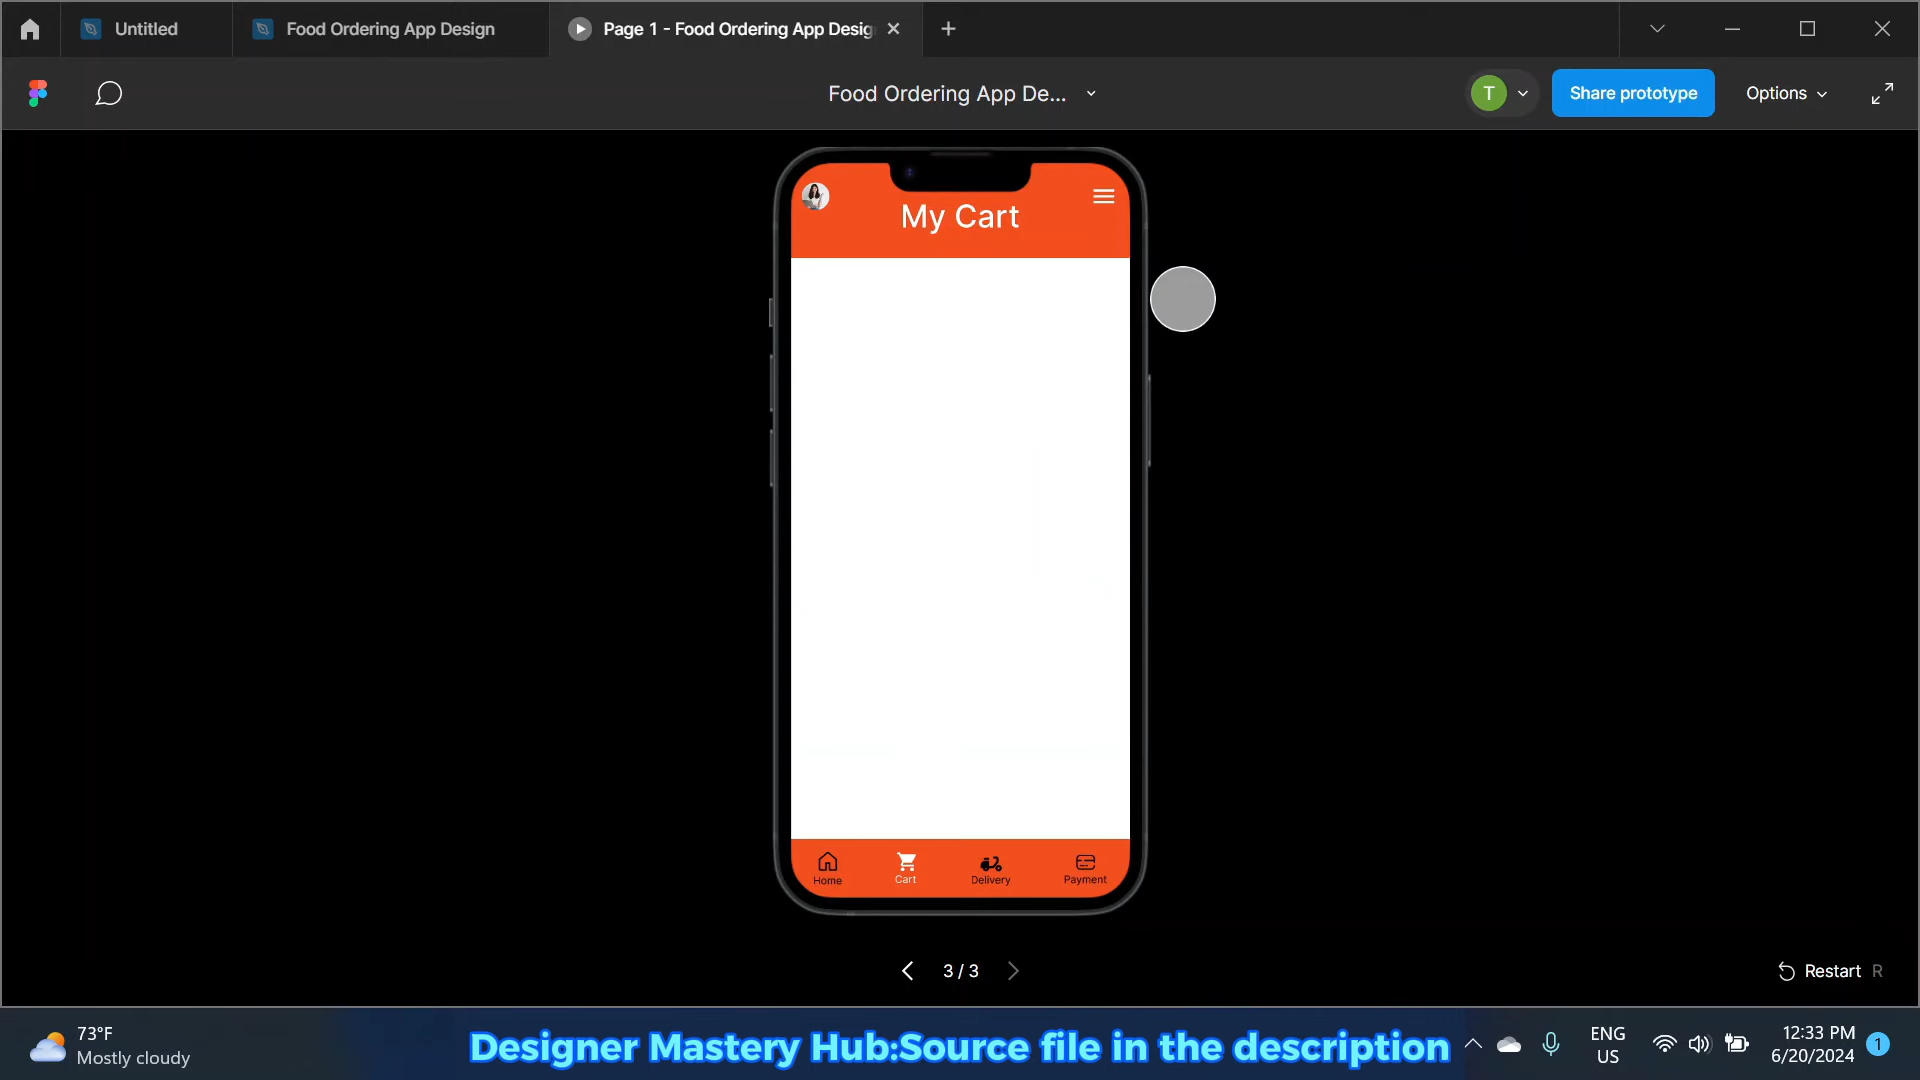 Untitled
Food Ordering App Design
Page 1 - Food Ordering App Desig
Food Ordering App De...
T
Share prototype
Options
My Cart
Home
Cart
Delivery
Payment
3 / 3
Restart R
73°F
Mostly cloudy
Designer Mastery Hub:Source file in the description
ENG
US
12:33 PM
6/20/2024
1